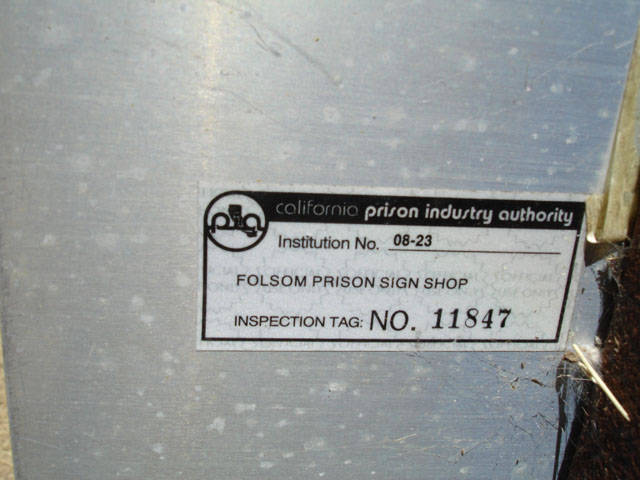 pia california prison industry authority
Institution No. 08-23
FOLSOM PRISON SIGN SHOP
INSPECTION TAG: NO. 11847